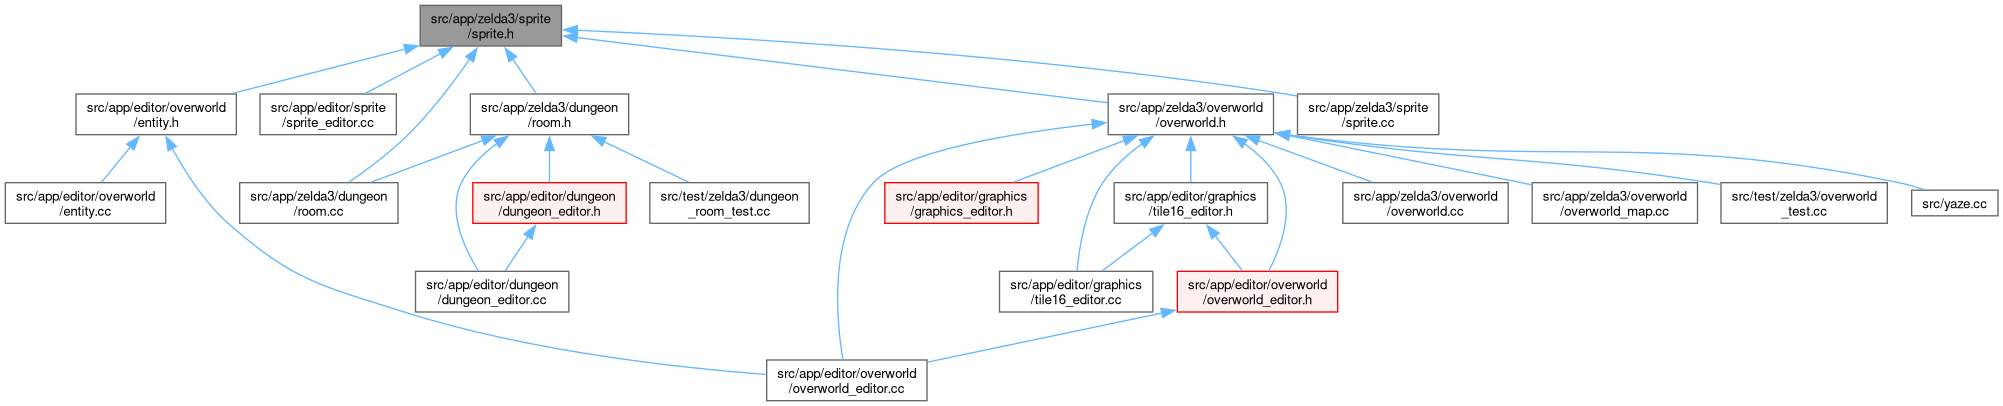 src/app/zelda3/sprite
/sprite.h
src/app/editor/overworld
/entity.h
src/app/editor/sprite
/sprite_editor.cc
src/app/zelda3/dungeon
/room.h
src/app/zelda3/overworld
/overworld.h
src/app/zelda3/sprite
/sprite.cc
src/app/editor/overworld
/entity.cc
src/app/zelda3/dungeon
/room.cc
src/app/editor/dungeon
/dungeon_editor.h
src/test/zelda3/dungeon
_room_test.cc
src/app/editor/graphics
/graphics_editor.h
src/app/editor/graphics
/tile16_editor.h
src/app/zelda3/overworld
/overworld.cc
src/app/zelda3/overworld
/overworld_map.cc
src/test/zelda3/overworld
_test.cc
src/yaze.cc
src/app/editor/dungeon
/dungeon_editor.cc
src/app/editor/graphics
/tile16_editor.cc
src/app/editor/overworld
/overworld_editor.h
src/app/editor/overworld
/overworld_editor.cc